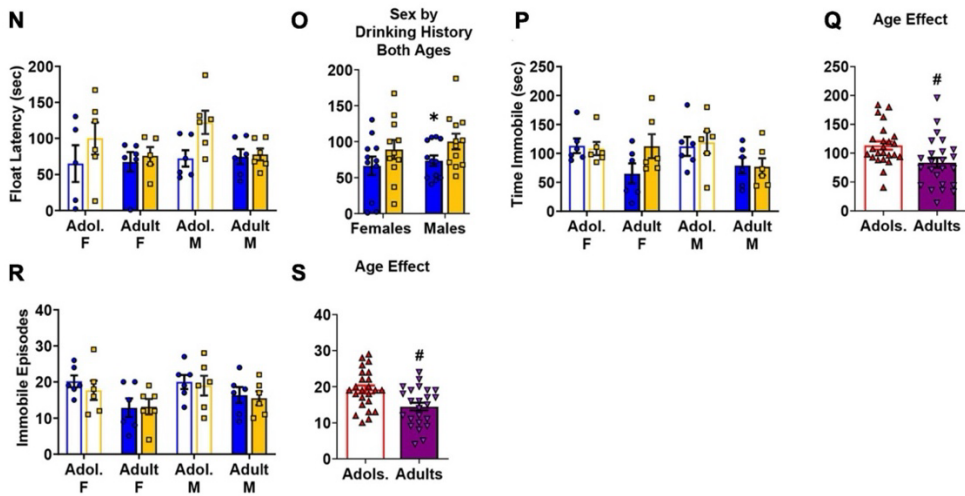 N
Float Latency (sec)
200
150
100
50
0
Adol. Adult Adol. Adult
F F M M
O
Sex by
Drinking History
Both Ages
200
150
100
50
0
*
Females Males
P
Time Immobile (sec)
250
200
150
100
50
0
Adol. Adult Adol. Adult
F F M M
Q
Age Effect
250
200
150
100
50
0
#
Adols. Adults
R
Immobile Episodes
40
30
20
10
0
Adol. Adult Adol. Adult
F F M M
S
Age Effect
40
30
20
10
0
#
Adols. Adults